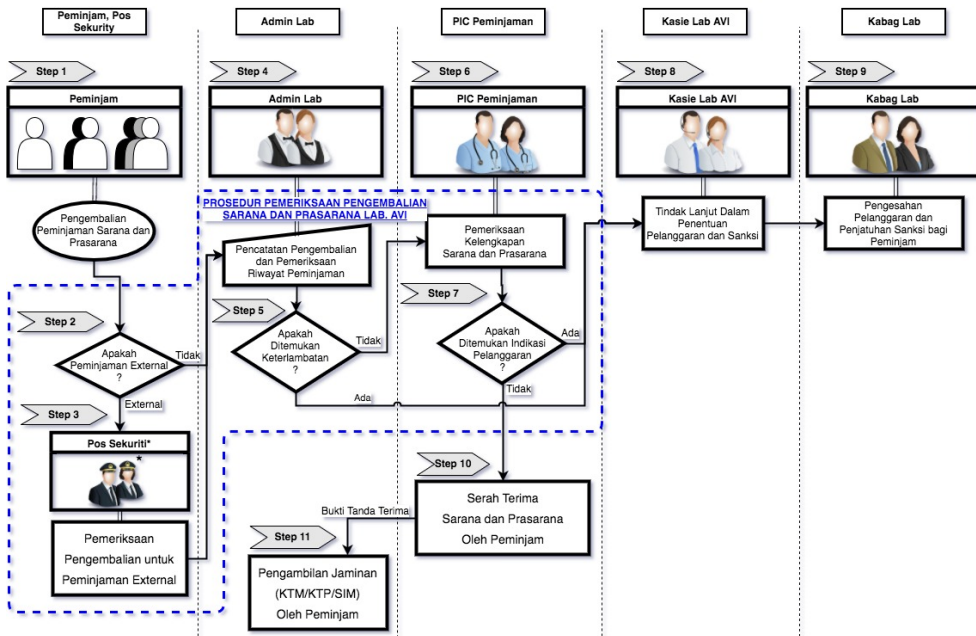 Peminjam, Pos
Sekurity
Admin Lab
PIC Peminjaman
Kasie Lab AVI
Kabag Lab
Step 1
Peminjam
Pengembalian
Peminjaman Sarana dan
Prasarana
Step 2
Apakah
Peminjaman External
?
Tidak
External
Step 3
Pos Sekuriti*
*
Pemeriksaan
Pengembalian untuk
Peminjaman External
Step 4
Admin Lab
PROSEDUR PEMERIKSAAN PENGEMBALIAN
SARANA DAN PRASARANA LAB. AVI
Pencatatan Pengembalian
dan Pemeriksaan
Riwayat Peminjaman
Step 5
Apakah
Ditemukan
Keterlambatan
?
Tidak
Ada
Step 6
PIC Peminjaman
Pemeriksaan
Kelengkapan
Sarana dan Prasarana
Step 7
Apakah
Ditemukan Indikasi
Pelanggaran
?
Ada
Tidak
Step 8
Kasie Lab AVI
Tindak Lanjut Dalam
Penentuan
Pelanggaran dan Sanksi
Step 9
Kabag Lab
Pengesahan
Pelanggaran dan
Penjatuhan Sanksi bagi
Peminjam
Step 10
Serah Terima
Sarana dan Prasarana
Oleh Peminjam
Bukti Tanda Terima
Step 11
Pengambilan Jaminan
(KTM/KTP/SIM)
Oleh Peminjam